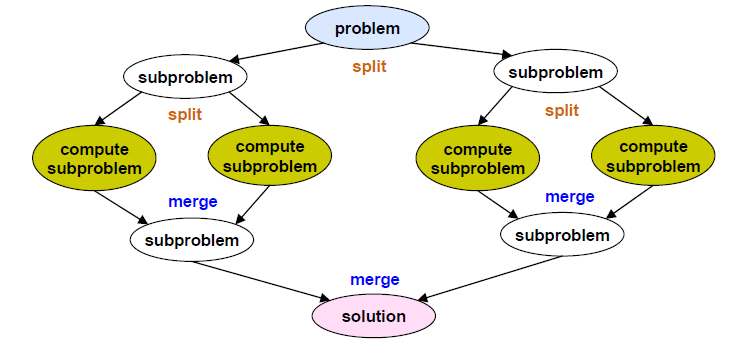 problem
split
subproblem
subproblem
split
split
compute
subproblem
compute
subproblem
compute
subproblem
compute
subproblem
merge
merge
subproblem
subproblem
merge
solution